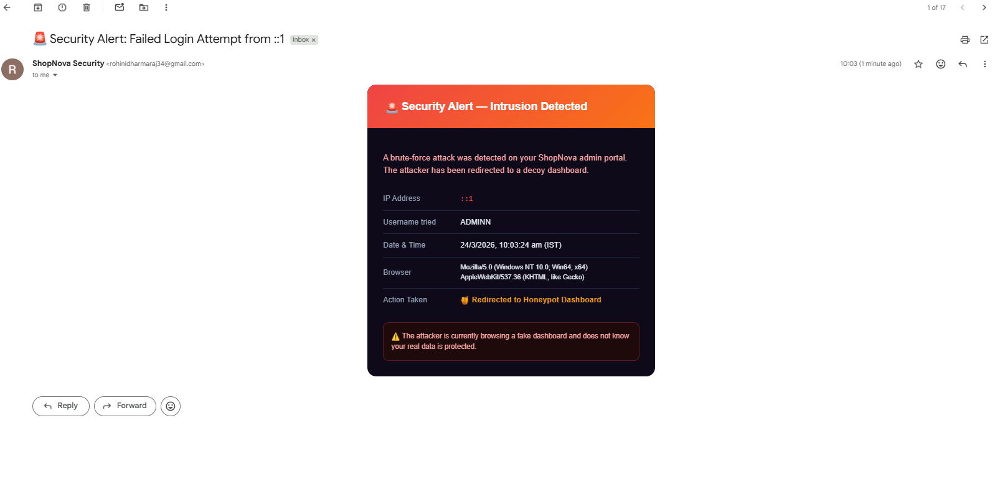 1 of 17
🚨 Security Alert: Failed Login Attempt from ::1 Inbox x
R
ShopNova Security <rohinidharmaraj34@gmail.com>
10:03 (1 minute ago)
to me
🚨 Security Alert — Intrusion Detected
A brute-force attack was detected on your ShopNova admin portal.
The attacker has been redirected to a decoy dashboard.
IP Address ::1
Username tried ADMINN
Date & Time 24/3/2026, 10:03:24 am (IST)
Browser Mozilla/5.0 (Windows NT 10.0; Win64; x64)
AppleWebKit/537.36 (KHTML, like Gecko)
Action Taken 🍯 Redirected to Honeypot Dashboard
⚠️ The attacker is currently browsing a fake dashboard and does not know
your real data is protected.
Reply
Forward